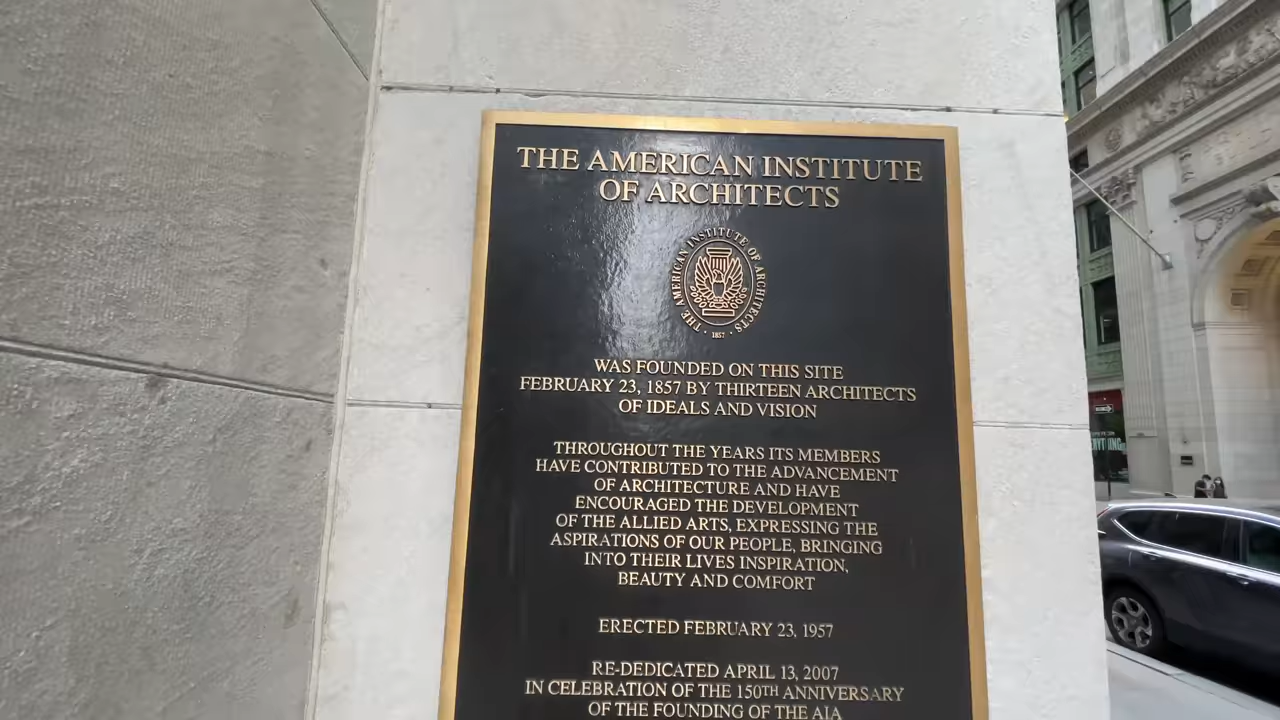 THE AMERICAN INSTITUTE
OF ARCHITECTS
THE AMERICAN INSTITUTE OF ARCHITECTS
· 1857 ·
WAS FOUNDED ON THIS SITE
FEBRUARY 23, 1857 BY THIRTEEN ARCHITECTS
OF IDEALS AND VISION
THROUGHOUT THE YEARS ITS MEMBERS
HAVE CONTRIBUTED TO THE ADVANCEMENT
OF ARCHITECTURE AND HAVE
ENCOURAGED THE DEVELOPMENT
OF THE ALLIED ARTS, EXPRESSING THE
ASPIRATIONS OF OUR PEOPLE, BRINGING
INTO THEIR LIVES INSPIRATION,
BEAUTY AND COMFORT
ERECTED FEBRUARY 23, 1957
RE-DEDICATED APRIL 13, 2007
IN CELEBRATION OF THE 150TH ANNIVERSARY
OF THE FOUNDING OF THE AIA